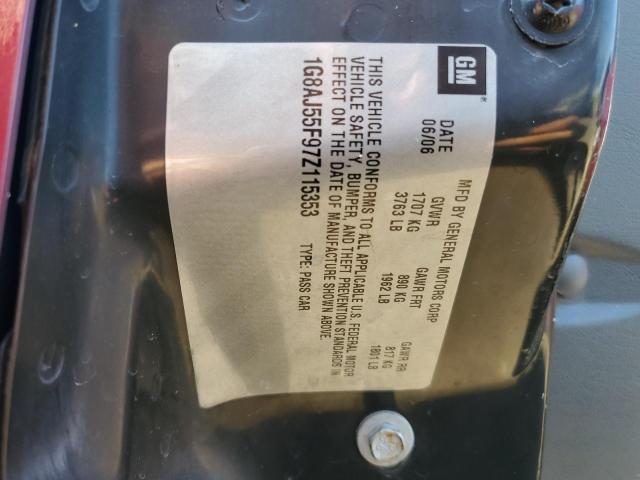 GM
MFD BY GENERAL MOTORS CORP
DATE GVWR GAWR FRT GAWR RR
06/06 1707 KG 890 KG 817 KG
3763 LB 1962 LB 1801 LB
THIS VEHICLE CONFORMS TO ALL APPLICABLE U.S. FEDERAL MOTOR
VEHICLE SAFETY, BUMPER, AND THEFT PREVENTION STANDARDS IN
EFFECT ON THE DATE OF MANUFACTURE SHOWN ABOVE.
1G8AJ55F97Z115353 TYPE: PASS CAR